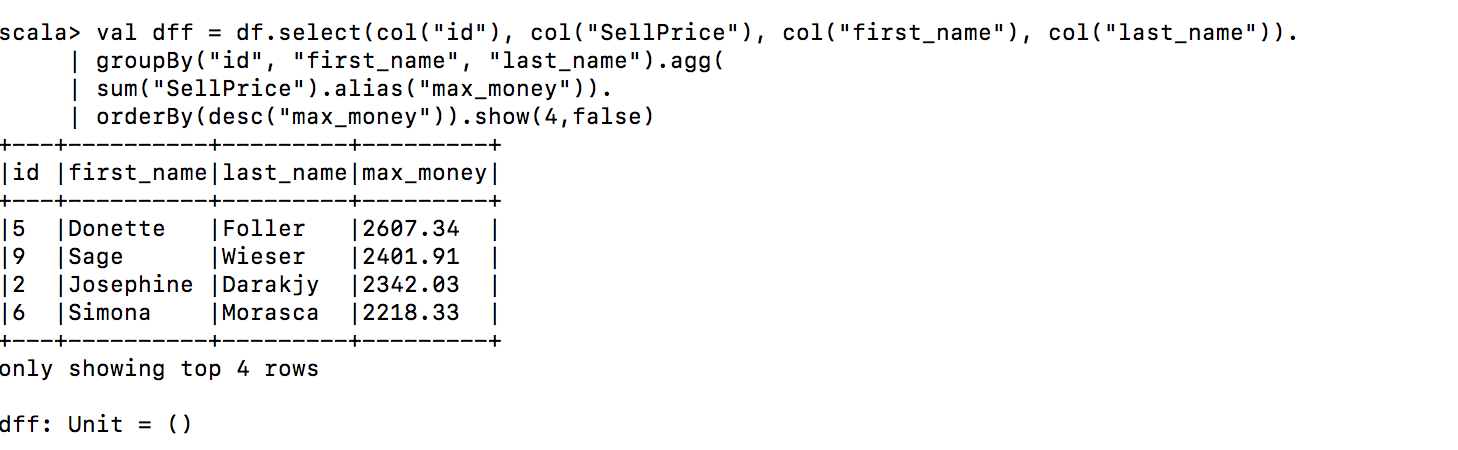 scala> val dff = df.select(col("id"), col("SellPrice"), col("first_name"), col("last_name")).
     | groupBy("id", "first_name", "last_name").agg(
     | sum("SellPrice").alias("max_money")).
     | orderBy(desc("max_money")).show(4,false)
+---+----------+---------+---------+
|id |first_name|last_name|max_money|
+---+----------+---------+---------+
|5  |Donette   |Foller   |2607.34  |
|9  |Sage      |Wieser   |2401.91  |
|2  |Josephine |Darakjy  |2342.03  |
|6  |Simona    |Morasca  |2218.33  |
+---+----------+---------+---------+
only showing top 4 rows

dff: Unit = ()